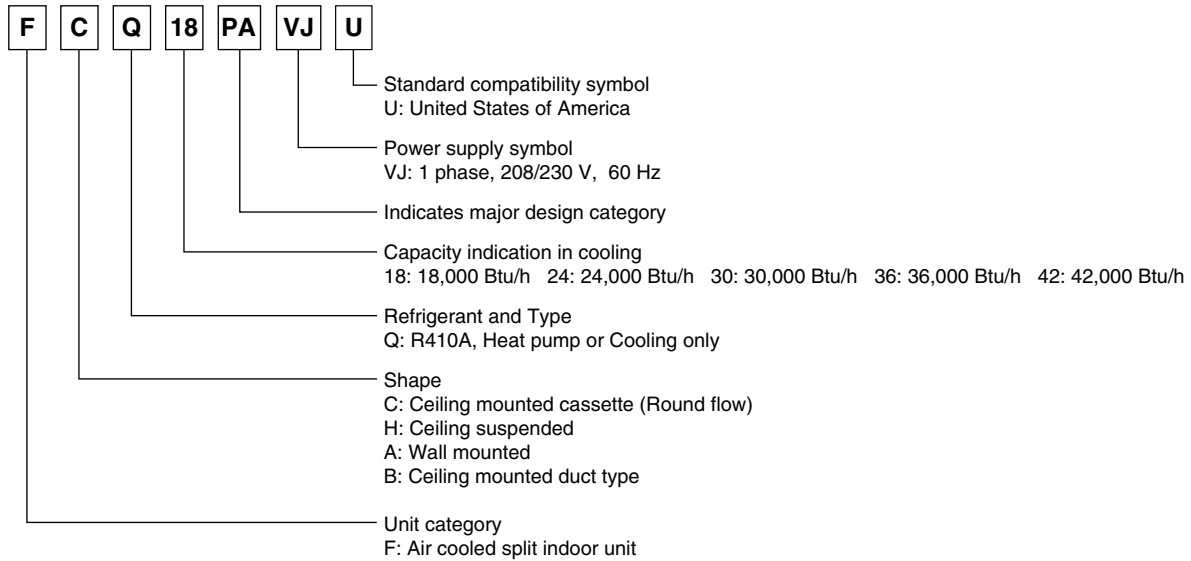 F C Q 18 PA VJ U
Standard compatibility symbol
U: United States of America
Power supply symbol
VJ: 1 phase, 208/230 V, 60 Hz
Indicates major design category
Capacity indication in cooling
18: 18,000 Btu/h 24: 24,000 Btu/h 30: 30,000 Btu/h 36: 36,000 Btu/h 42: 42,000 Btu/h
Refrigerant and Type
Q: R410A, Heat pump or Cooling only
Shape
C: Ceiling mounted cassette (Round flow)
H: Ceiling suspended
A: Wall mounted
B: Ceiling mounted duct type
Unit category
F: Air cooled split indoor unit